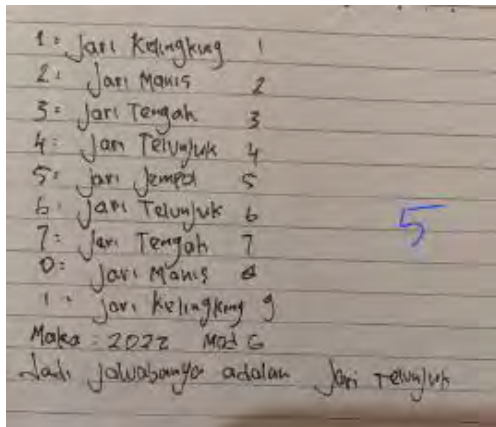 1: Jari Kelingking 1
2: Jari Manis 2
3: Jari Tengah 3
4: Jari Telunjuk 4
5: Jari Jempol 5
6: Jari Telunjuk 6
7: Jari Tengah 7
0: Jari Manis
1: Jari Kelingking 9
5
Maka: 2022 Mod
Jadi jawabanya adalah Jari Telunjuk